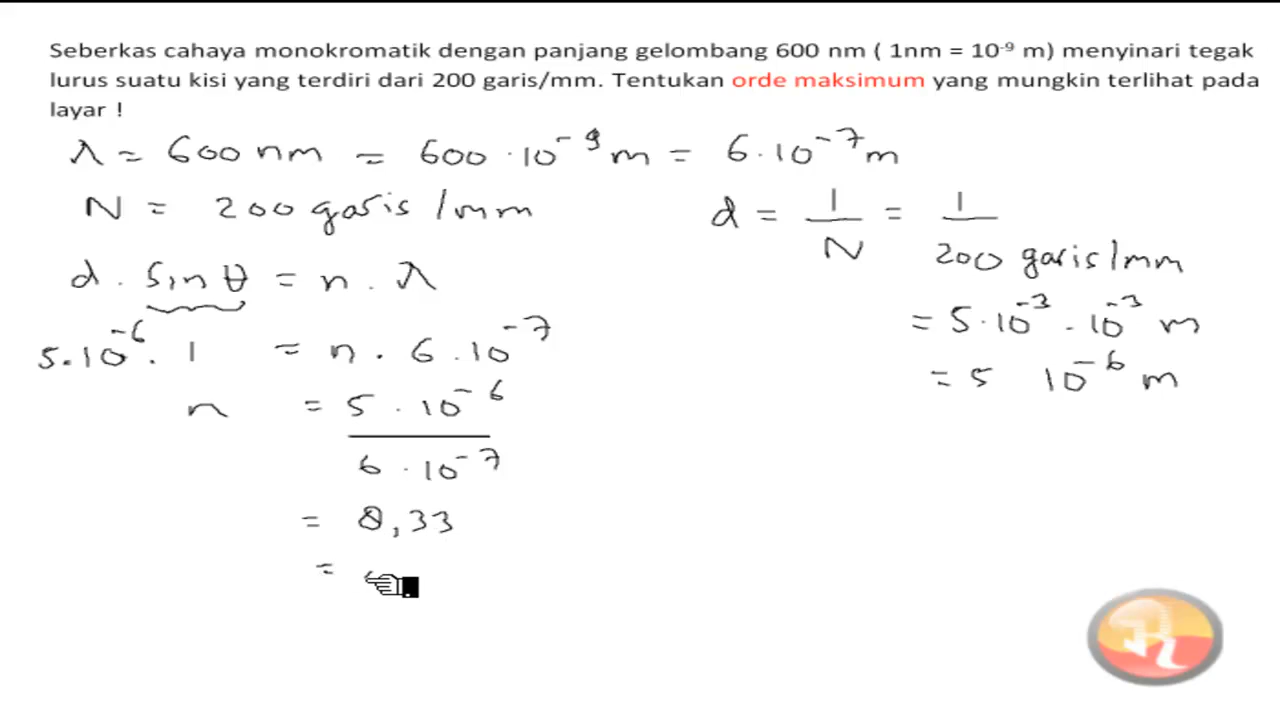 Seberkas cahaya monokromatik dengan panjang gelombang 600 nm ( 1nm = 10⁻⁹ m) menyinari tegak
lurus suatu kisi yang terdiri dari 200 garis/mm. Tentukan orde maksimum yang mungkin terlihat pada
layar !
λ = 600 nm = 600 · 10⁻⁹ m = 6 · 10⁻⁷ m
N = 200 garis /mm
d · sin θ = n · λ
5 · 10⁻⁶ · 1 = n · 6 · 10⁻⁷
n = 5 · 10⁻⁶
6 · 10⁻⁷
= 8,33
=
d = 1/N = 1/200 garis/mm
= 5 · 10⁻³ · 10⁻³ m
= 5 10⁻⁶ m